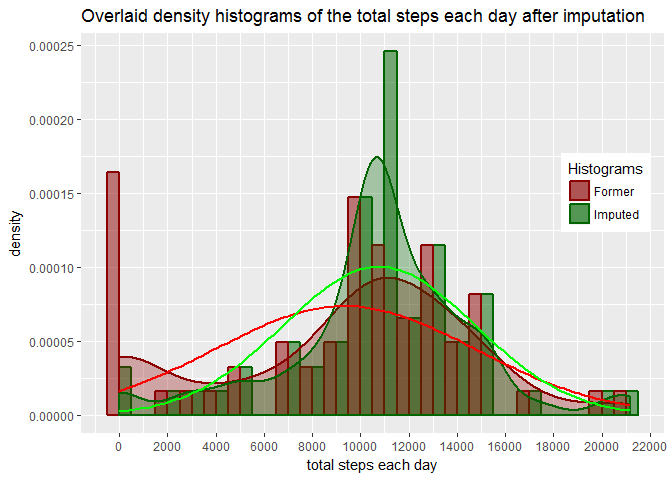 Overlaid density histograms of the total steps each day after imputation
0.00025
0.00020
0.00015
0.00010
0.00005
0.00000
density
Histograms
Former
Imputed
0 2000 4000 6000 8000 10000 12000 14000 16000 18000 20000 22000
total steps each day